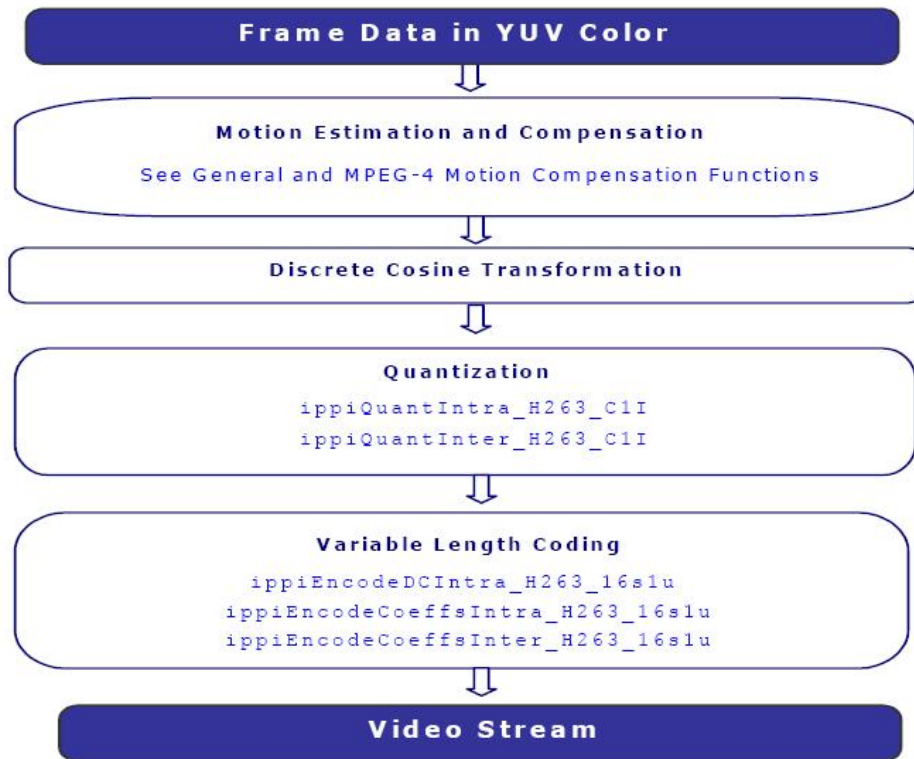 Frame Data in YUV Color
Motion Estimation and Compensation
See General and MPEG-4 Motion Compensation Functions
Discrete Cosine Transformation
Quantization
ippiQuantIntra_H263_C1I
ippiQuantInter_H263_C1I
Variable Length Coding
ippiEncodeDCIntra_H263_16s1u
ippiEncodeCoeffsIntra_H263_16s1u
ippiEncodeCoeffsInter_H263_16s1u
Video Stream